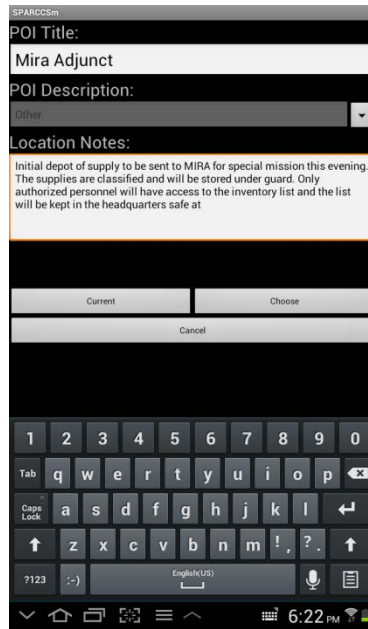 SPARCCSm
POI Title:
Mira Adjunct
POI Description:
Other
Location Notes:
Initial depot of supply to be sent to MIRA for special mission this evening.
The supplies are classified and will be stored under guard. Only
authorized personnel will have access to the inventory list and the list
will be kept in the headquarters safe at
Current Choose
Cancel
1 2 3 4 5 6 7 8 9 0
Tab q w e r t y u i o p
Caps Lock a s d f g h j k l
z x c v b n m ! , ? .
?123 :-) English(US)
6:22 PM